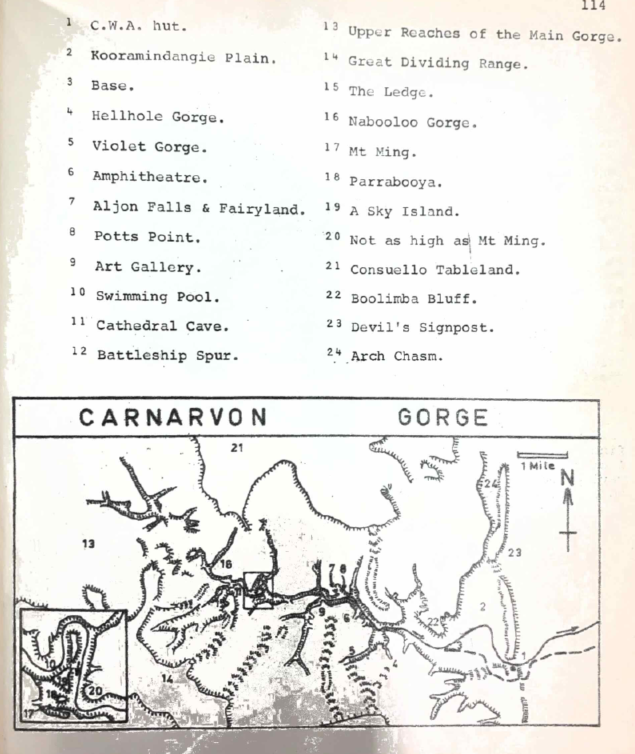 114
1 C.W.A. hut.
2 Kooramindangie Plain.
3 Base.
4 Hellhole Gorge.
5 Violet Gorge.
6 Amphitheatre.
7 Aljon Falls & Fairyland.
8 Potts Point.
9 Art Gallery.
10 Swimming Pool.
11 Cathedral Cave.
12 Battleship Spur.
13 Upper Reaches of the Main Gorge.
14 Great Dividing Range.
15 The Ledge.
16 Nabooloo Gorge.
17 Mt Ming.
18 Parrabooya.
19 A Sky Island.
20 Not as high as Mt Ming.
21 Consuello Tableland.
22 Boolimba Bluff.
23 Devil's Signpost.
24 Arch Chasm.
CARNARVON GORGE
21
1 Mile
N
24
13
23
16
7 8
2
9
6
22
5
1
14
20
17